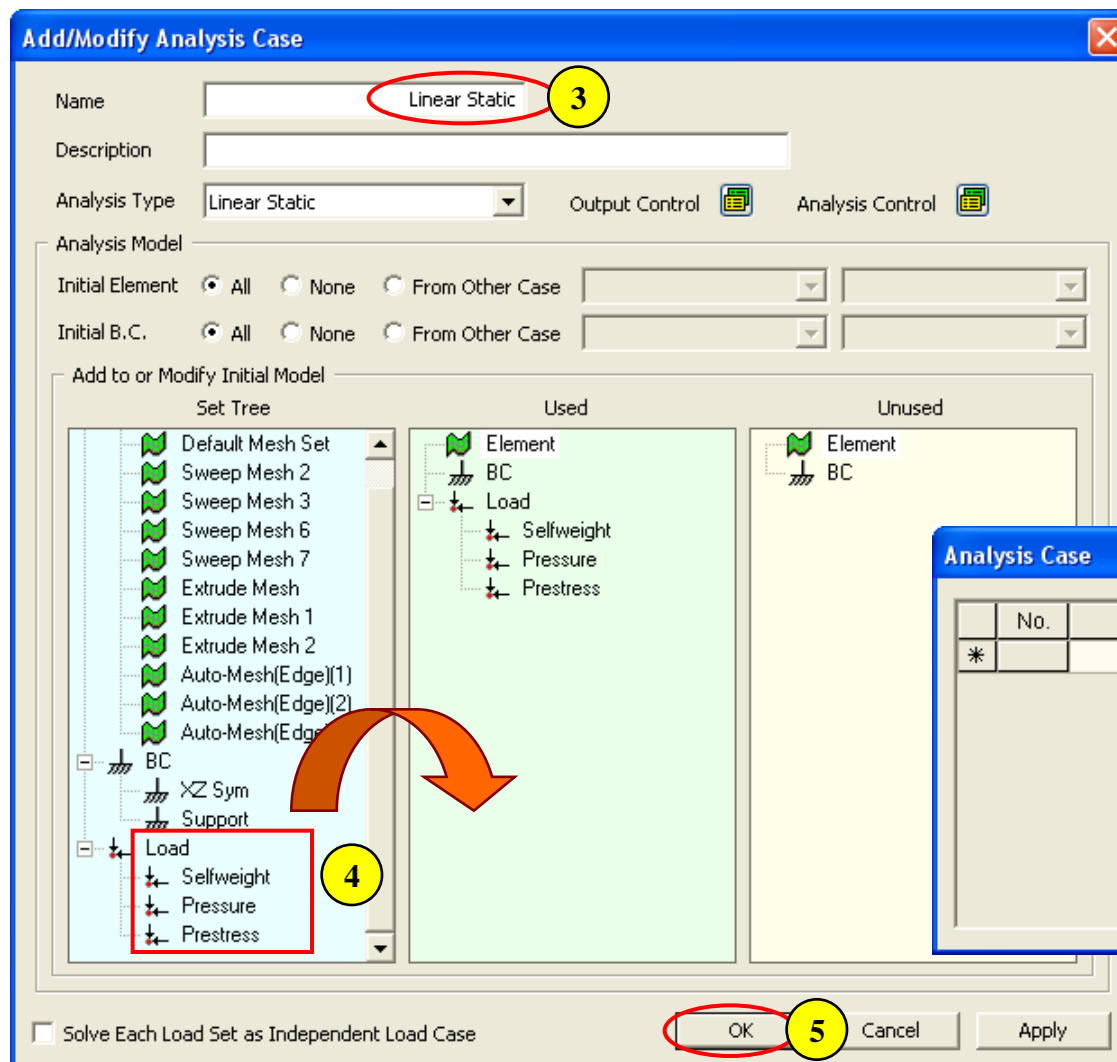 Add/Modify Analysis Case
Name
Linear Static
3
Description
Analysis Type
Linear Static
Output Control
Analysis Control
Analysis Model
Initial Element
All
None
From Other Case
Initial B.C.
All
None
From Other Case
Add to or Modify Initial Model
Set Tree
Used
Unused
Default Mesh Set
Sweep Mesh 2
Sweep Mesh 3
Sweep Mesh 6
Sweep Mesh 7
Extrude Mesh
Extrude Mesh 1
Extrude Mesh 2
Auto-Mesh(Edge)(1)
Auto-Mesh(Edge)(2)
Auto-Mesh(Edge)
BC
XZ Sym
Support
Load
Selfweight
Pressure
Prestress
4
Element
BC
Load
Selfweight
Pressure
Prestress
Element
BC
Analysis Case
No.
Solve Each Load Set as Independent Load Case
OK
5
Cancel
Apply